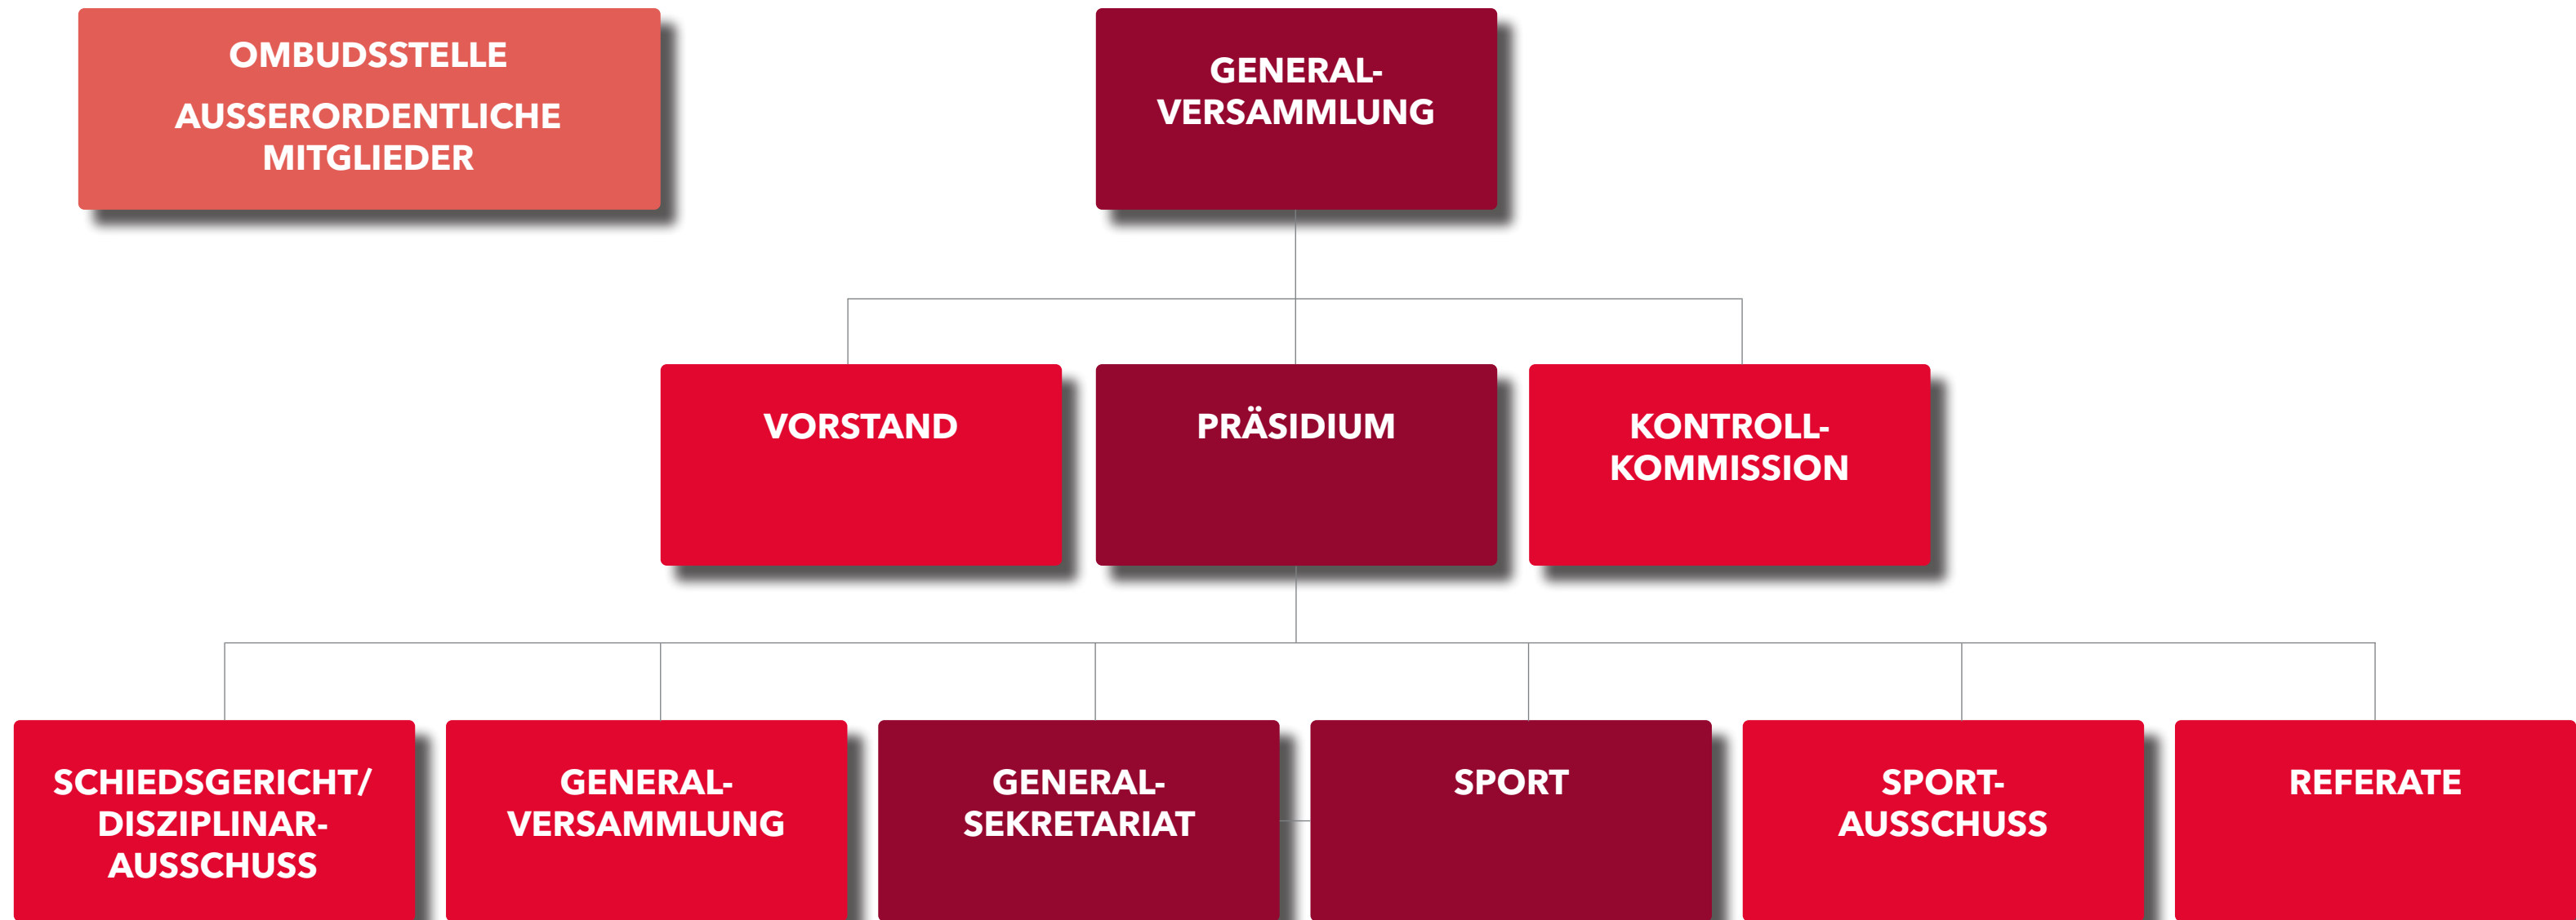 OMBUDSSTELLE
AUSSERORDENTLICHE
MITGLIEDER
GENERAL-
VERSAMMLUNG
VORSTAND
PRÄSIDIUM
KONTROLL-
KOMMISSION
SCHIEDSGERICHT/
DISZIPLINAR-
AUSSCHUSS
GENERAL-
VERSAMMLUNG
GENERAL-
SEKRETARIAT
SPORT
SPORT-
AUSSCHUSS
REFERATE